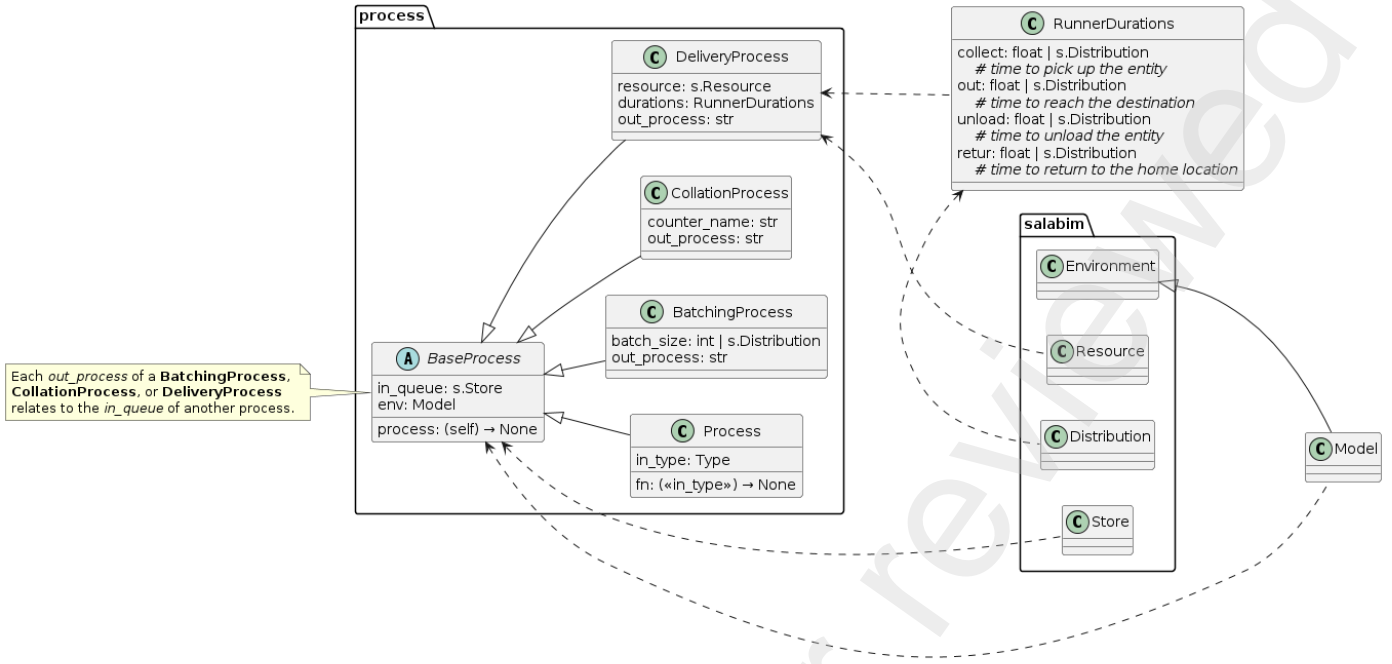 process
C DeliveryProcess
resource: s.Resource
durations: RunnerDurations
out_process: str
C CollationProcess
counter_name: str
out_process: str
C BatchingProcess
batch_size: int | s.Distribution
out_process: str
A BaseProcess
in_queue: s.Store
env: Model
process: (self) → None
C Process
in_type: Type
fn: («in_type») → None
Each out_process of a BatchingProcess,
CollationProcess, or DeliveryProcess
relates to the in_queue of another process.
C RunnerDurations
collect: float | s.Distribution
# time to pick up the entity
out: float | s.Distribution
# time to reach the destination
unload: float | s.Distribution
# time to unload the entity
retur: float | s.Distribution
# time to return to the home location
salabim
C Environment
C Resource
C Distribution
C Store
C Model
reviewed